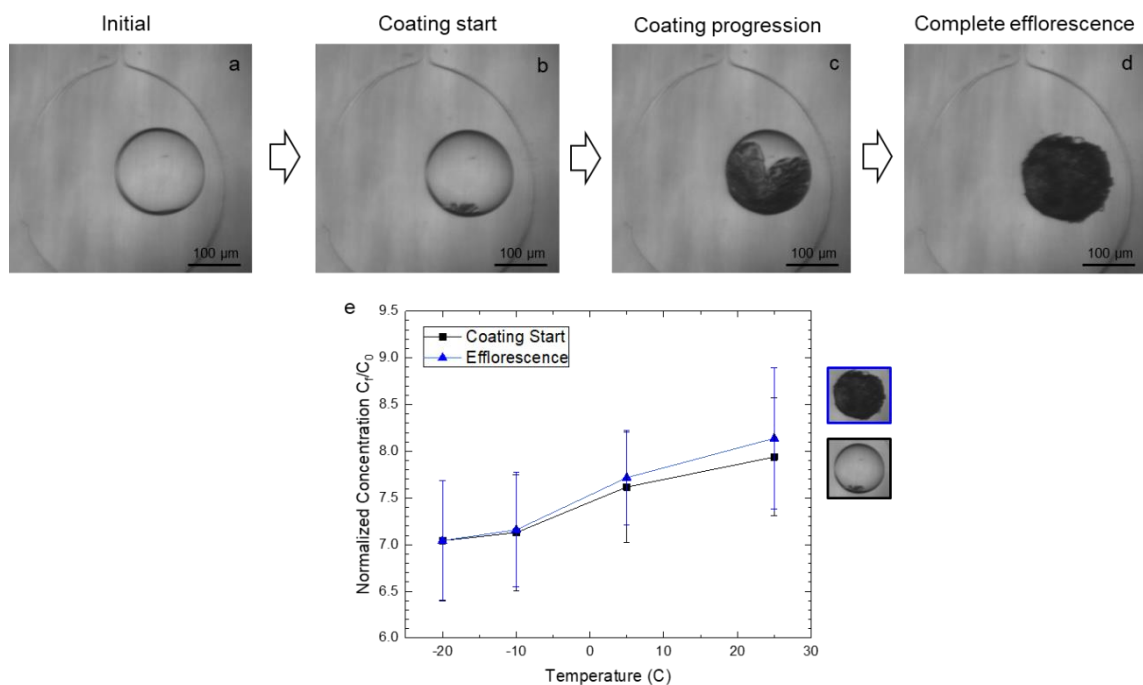 Initial
Coating start
Coating progression
Complete efflorescence
a
b
c
d
100 µm
100 µm
100 µm
100 µm
e
Normalized Concentration Cf/C0
9.5
9.0
8.5
8.0
7.5
7.0
6.5
6.0
Coating Start
Efflorescence
-20
-10
0
10
20
30
Temperature (C)